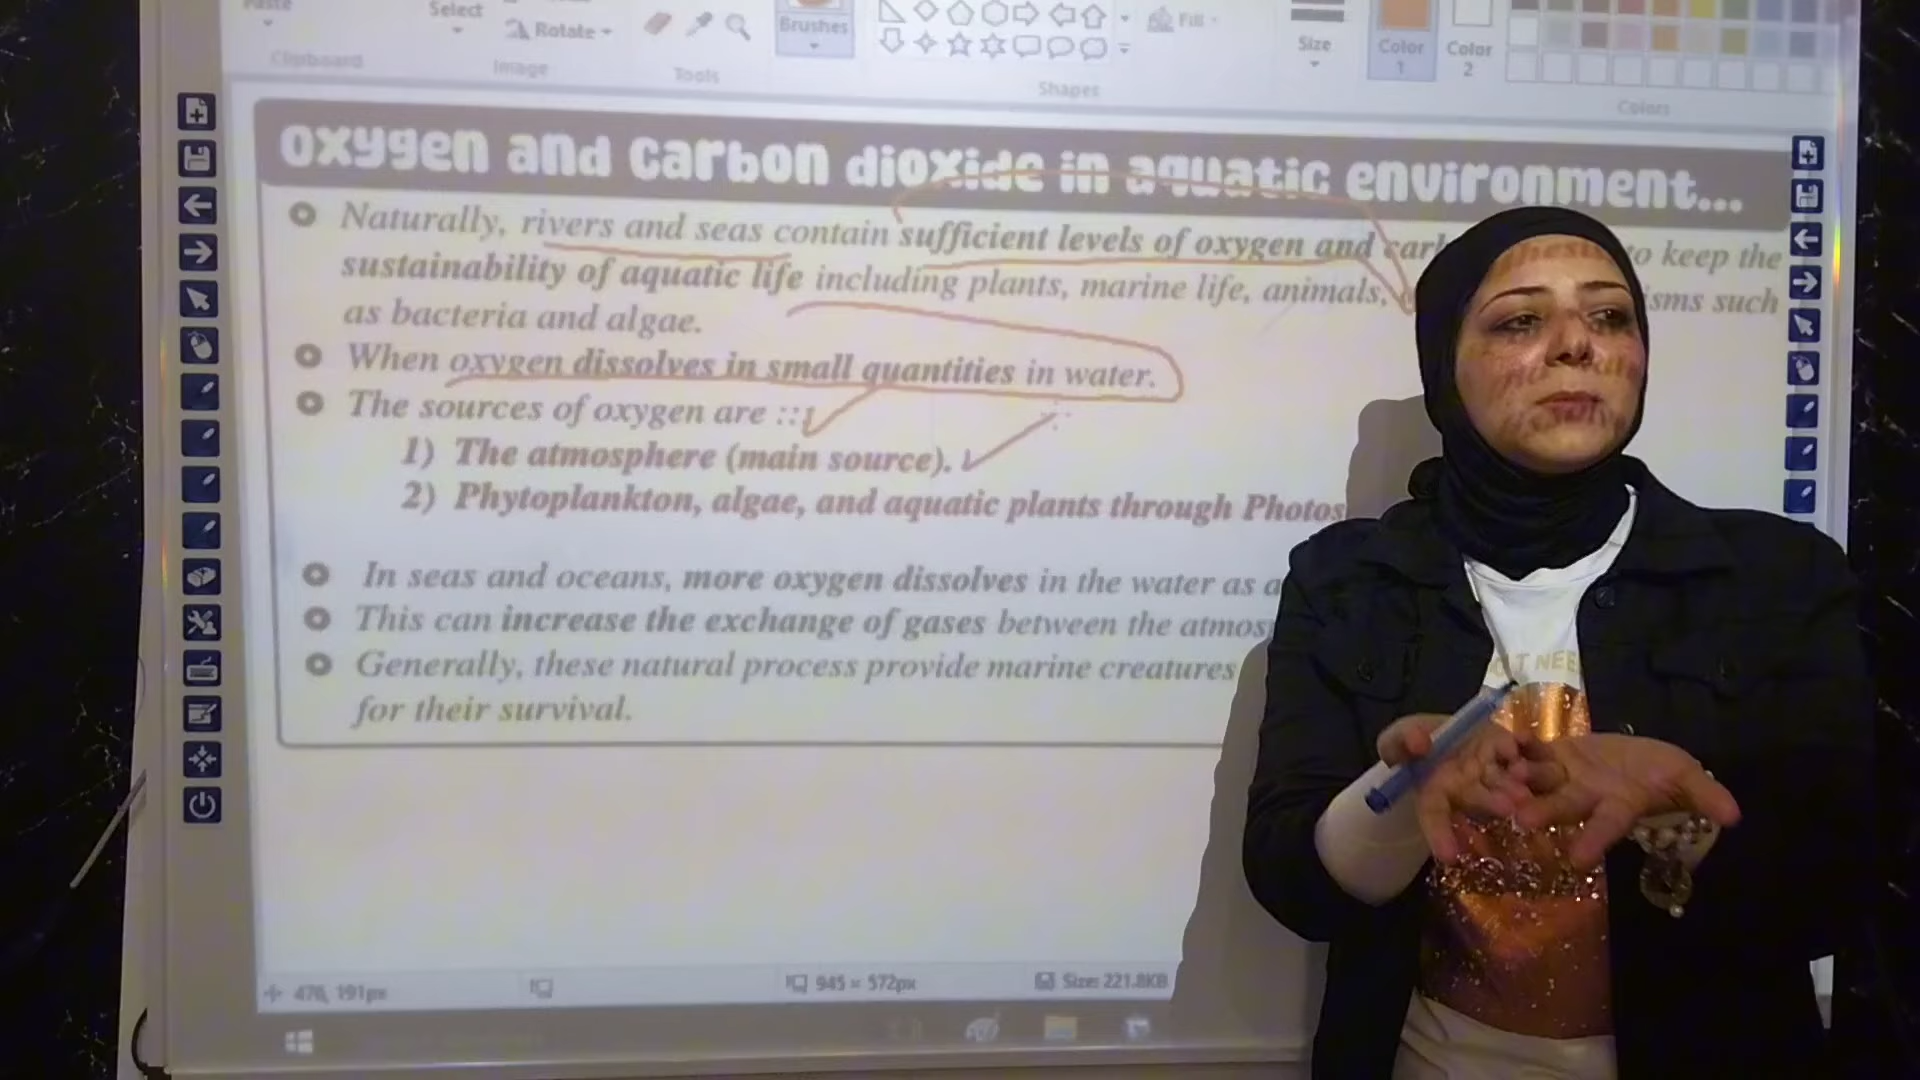 Paste
Select
Rotate
Brushes
Fill
Size
Color
1
Color
2
Clipboard
Image
Tools
Shapes
Colors
Oxygen and carbon dioxide in aquatic environment...
Naturally, rivers and seas contain sufficient levels of oxygen and to keep the
sustainability of aquatic life including plants, marine life, animals, such
as bacteria and algae.
When oxygen dissolves in small quantities in water.
The sources of oxygen are ::
1) The atmosphere (main source).
2) Phytoplankton, algae, and aquatic plants through
In seas and oceans, more oxygen dissolves in the water as
This can increase the exchange of gases between the
Generally, these natural process provide marine creatures
for their survival.
476, 191px
945 × 572px
Size: 221.8KB